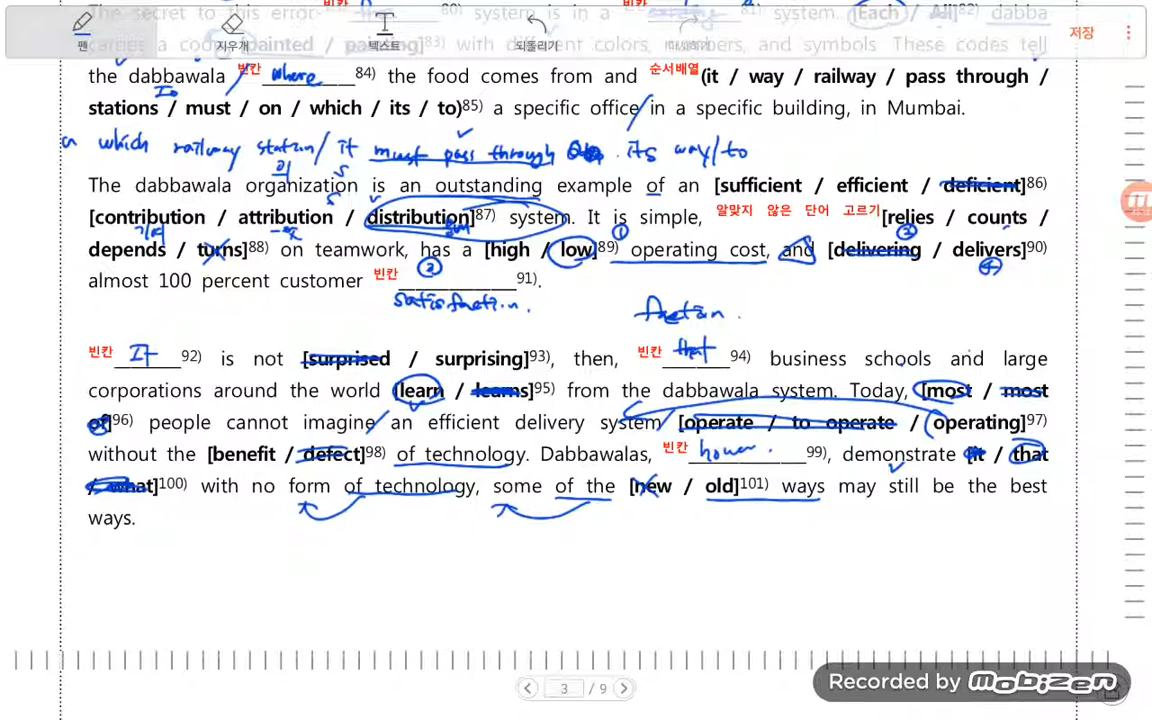 The secret to this error- 빈칸 80) system is in a 빈칸 81) system. [Each / All]82) dabba
carries a code [painted / painting]83) with different colors, numbers, and symbols. These codes tell
펜 지우개 텍스트 되돌리기 저장
the dabbawala 빈칸 where 84) the food comes from and 순서배열 (it / way / railway / pass through /
stations / must / on / which / its / to)85) a specific office in a specific building, in Mumbai.
which railway station / it must pass through its way / to
The dabbawala organization is an outstanding example of an [sufficient / efficient / deficient]86)
[contribution / attribution / distribution]87) system. It is simple, 알맞지 않은 단어 고르기 [relies / counts /
depends / turns]88) on teamwork, has a [high / low]89) operating cost, and [delivering / delivers]90)
① ② ③ ④
almost 100 percent customer 빈칸 91).
satisfaction.
빈칸 It 92) is not [surprised / surprising]93), then, 빈칸 that 94) business schools and large
corporations around the world (learn / learns]95) from the dabbawala system. Today, [most / most
of]96) people cannot imagine an efficient delivery system [operate / to operate / operating]97)
without the [benefit / defect]98) of technology. Dabbawalas, 빈칸 99), demonstrate [it / that
/ what]100) with no form of technology, some of the [new / old]101) ways may still be the best
ways.
3 / 9
Recorded by mobizen